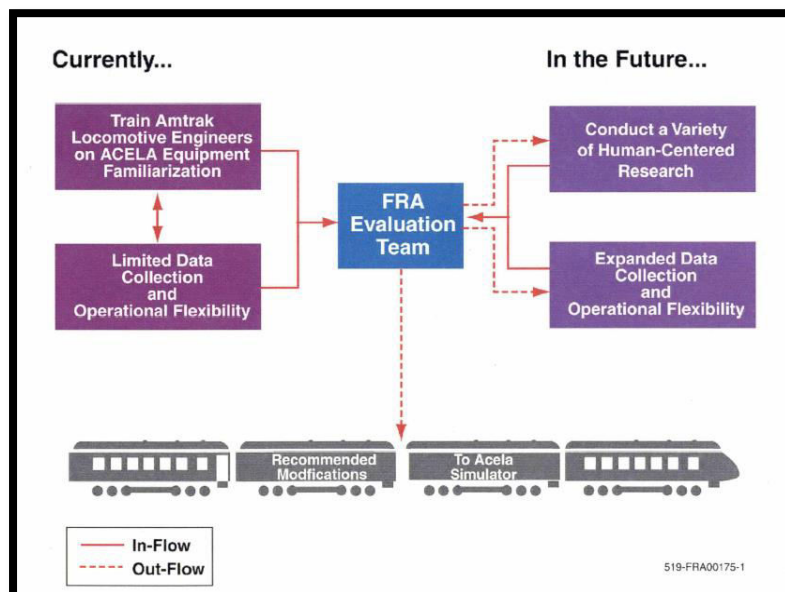 Currently...
In the Future...
Train Amtrak
Locomotive Engineers
on ACELA Equipment
Familiarization
Conduct a Variety
of Human-Centered
Research
FRA
Evaluation
Team
Limited Data
Collection
and
Operational Flexibility
Expanded Data
Collection
and
Operational Flexibility
Recommended
Modfications
To Acela
Simulator
In-Flow
Out-Flow
519-FRA00175-1